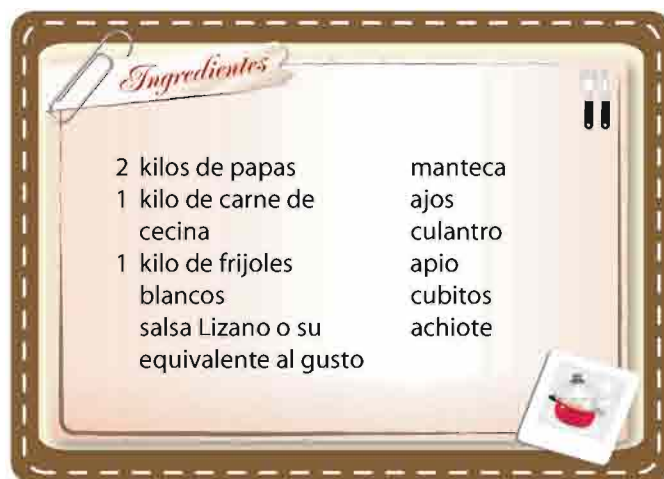 Ingredientes
2 kilos de papas
1 kilo de carne de
cecina
1 kilo de frijoles
blancos
salsa Lizano o su
equivalente al gusto
manteca
ajos
culantro
apio
cubitos
achiote